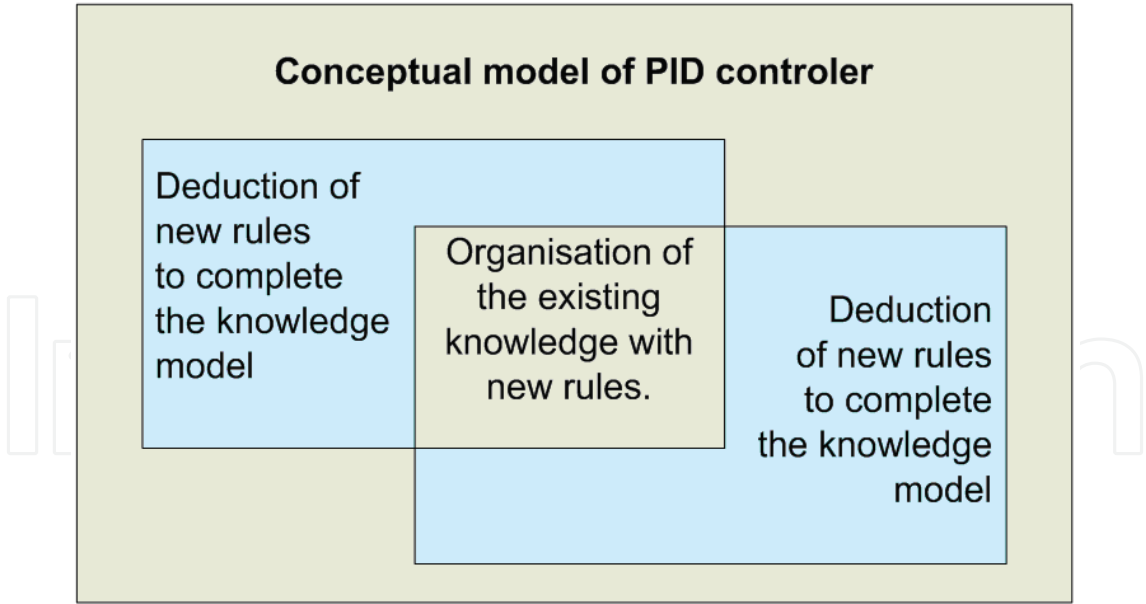 Conceptual model of PID controler
Deduction of
new rules
to complete
the knowledge
model
Organisation of
the existing
knowledge with
new rules.
Deduction
of new rules
to complete
the knowledge
model